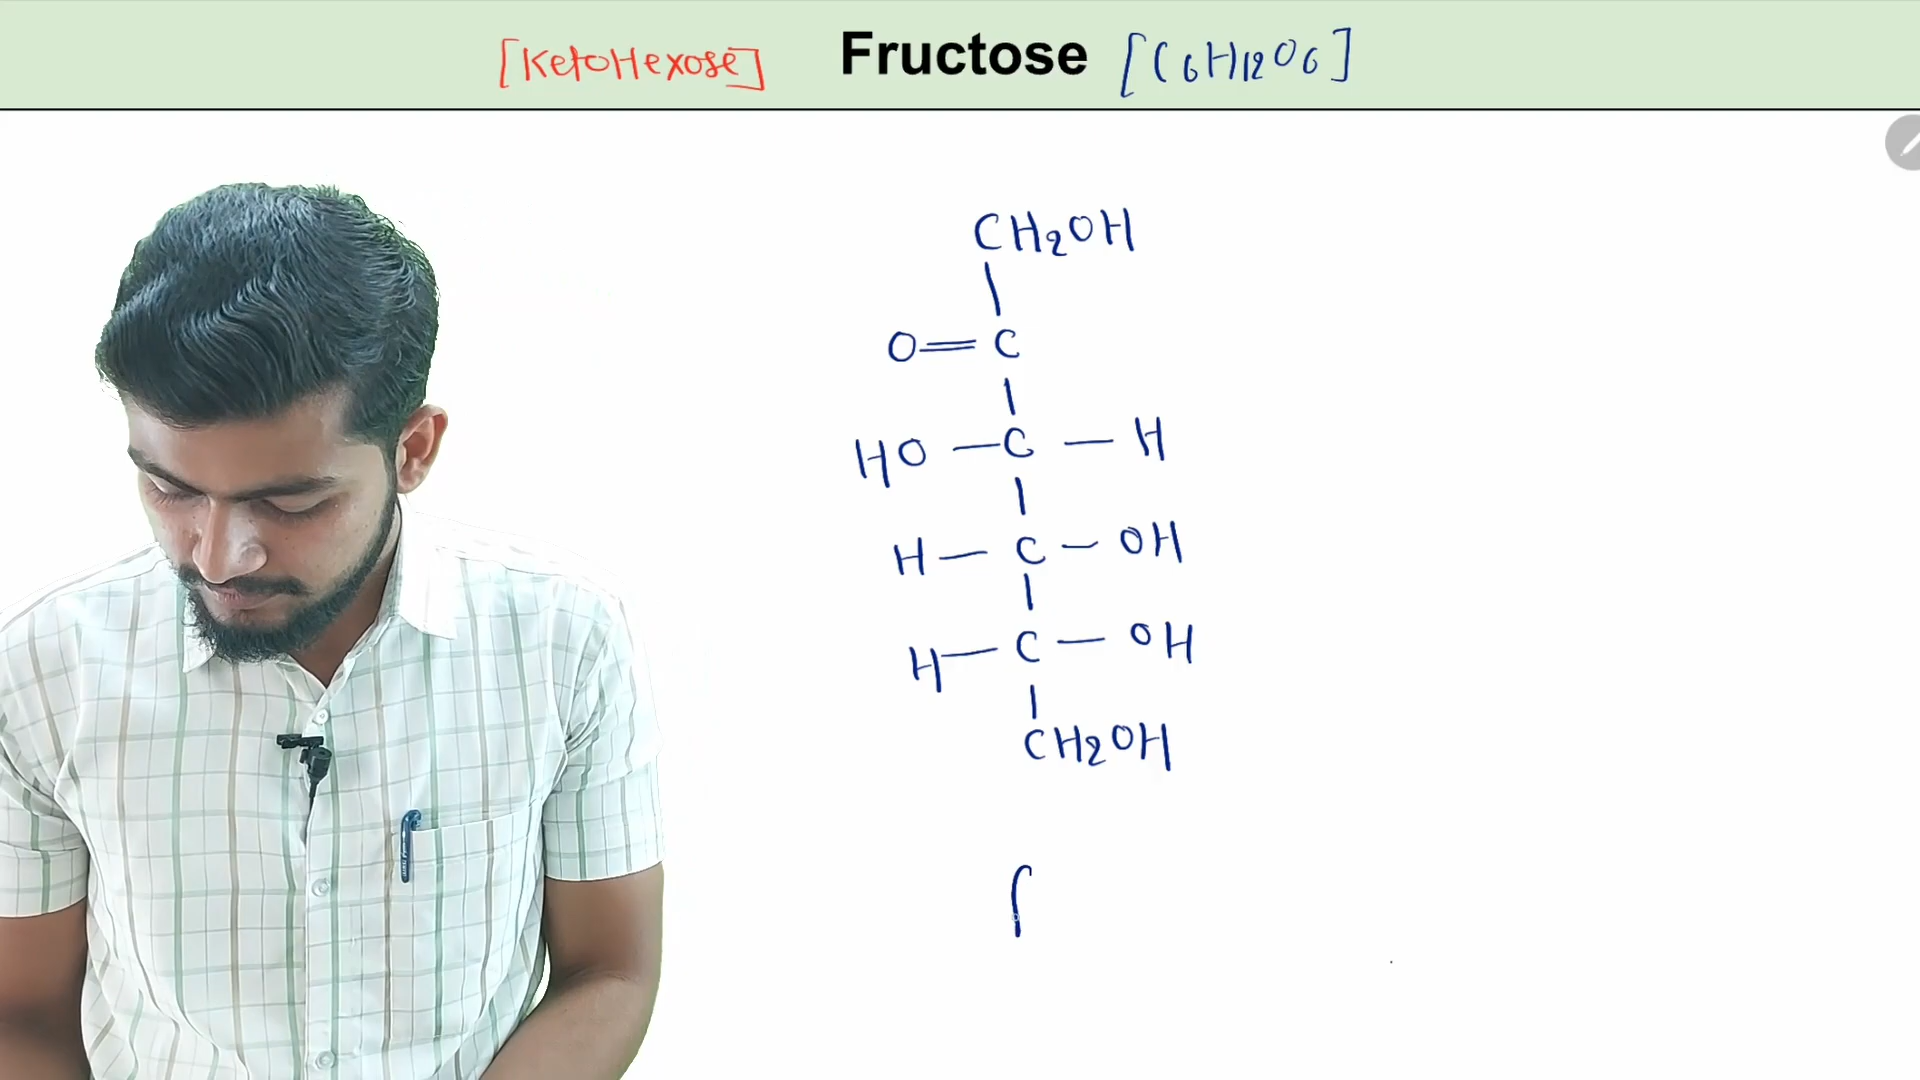 [KetoHexose] Fructose [C6H12O6]
CH2OH
O=C
HO-C-H
H-C-OH
H-C-OH
CH2OH